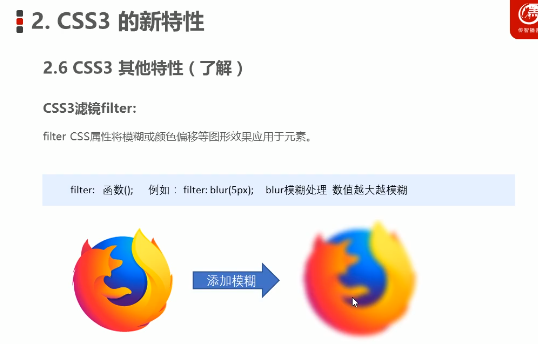 2. CSS3 的新特性
2.6 CSS3 其他特性（了解）
CSS3滤镜filter:
filter CSS属性将模糊或颜色偏移等图形效果应用于元素。
filter: 函数(); 例如： filter: blur(5px); blur模糊处理 数值越大越模糊
添加模糊